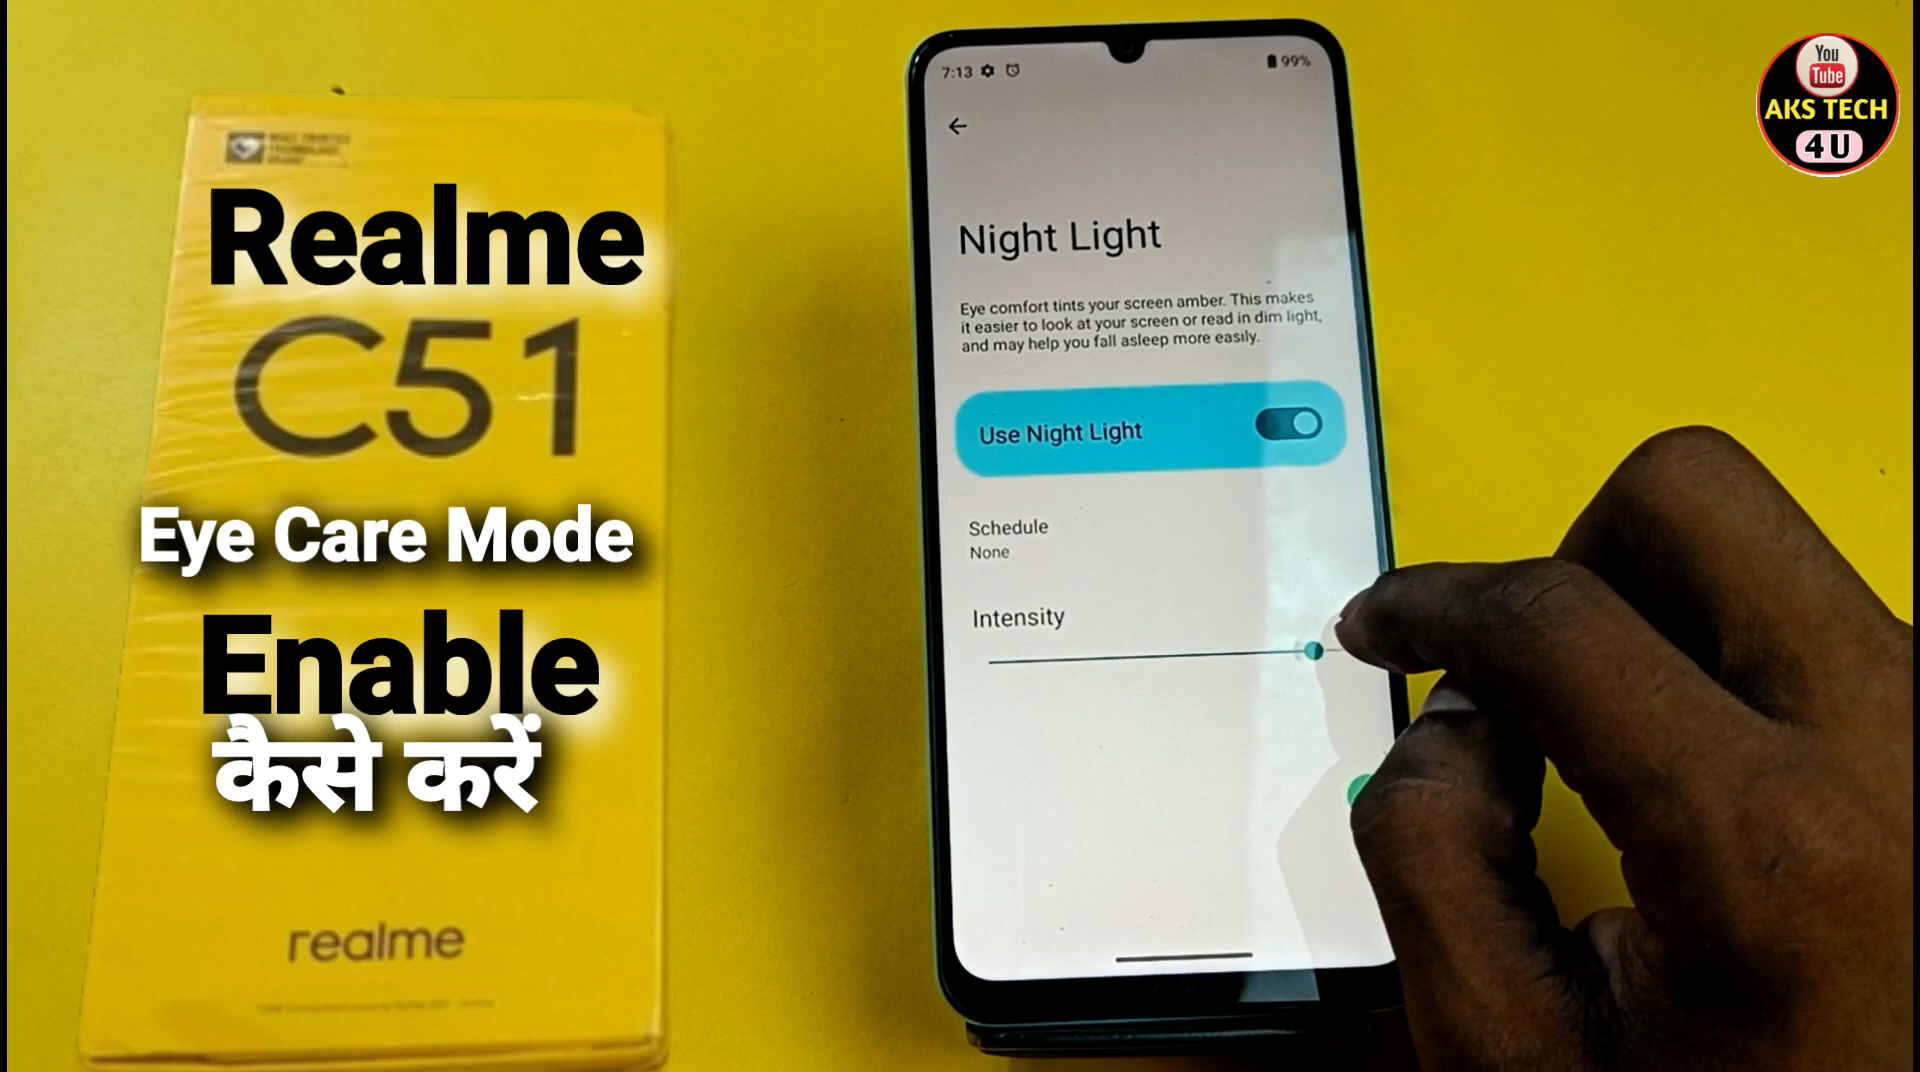 Realme
C51
Eye Care Mode
Enable
कैसे करें
realme
7:13
99%
Night Light
Eye comfort tints your screen amber. This makes
it easier to look at your screen or read in dim light,
and may help you fall asleep more easily.
Use Night Light
Schedule
None
Intensity
You
Tube
AKS TECH
4U